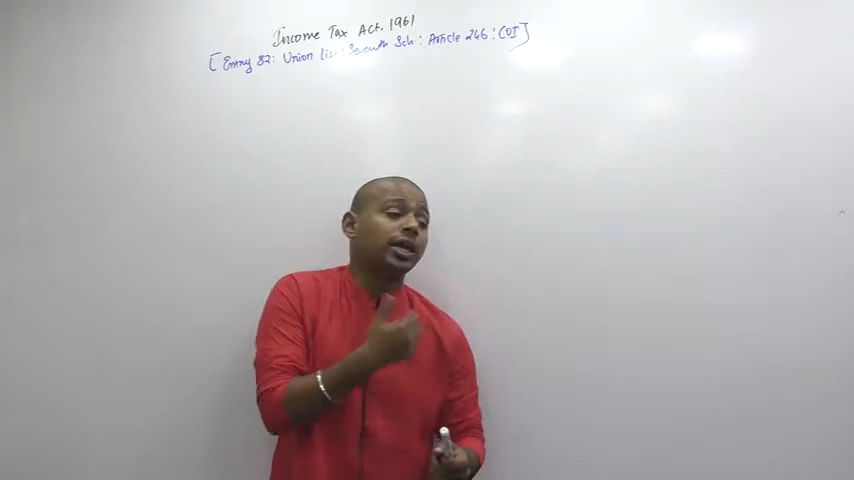 Income Tax Act, 1961
[Entry 82: Union List: Seventh Sch: Article 246: COI]